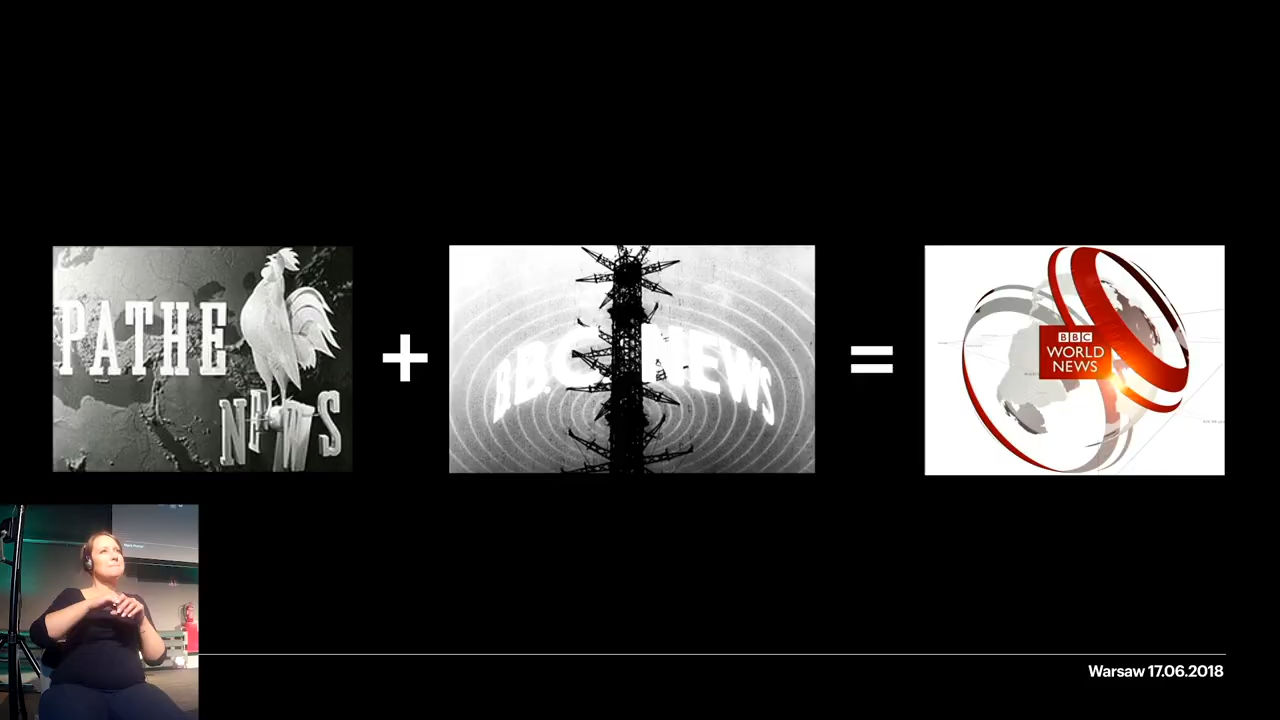 PATHE
NEWS
+
BBC NEWS
=
BBC
WORLD
NEWS
Warsaw 17.06.2018